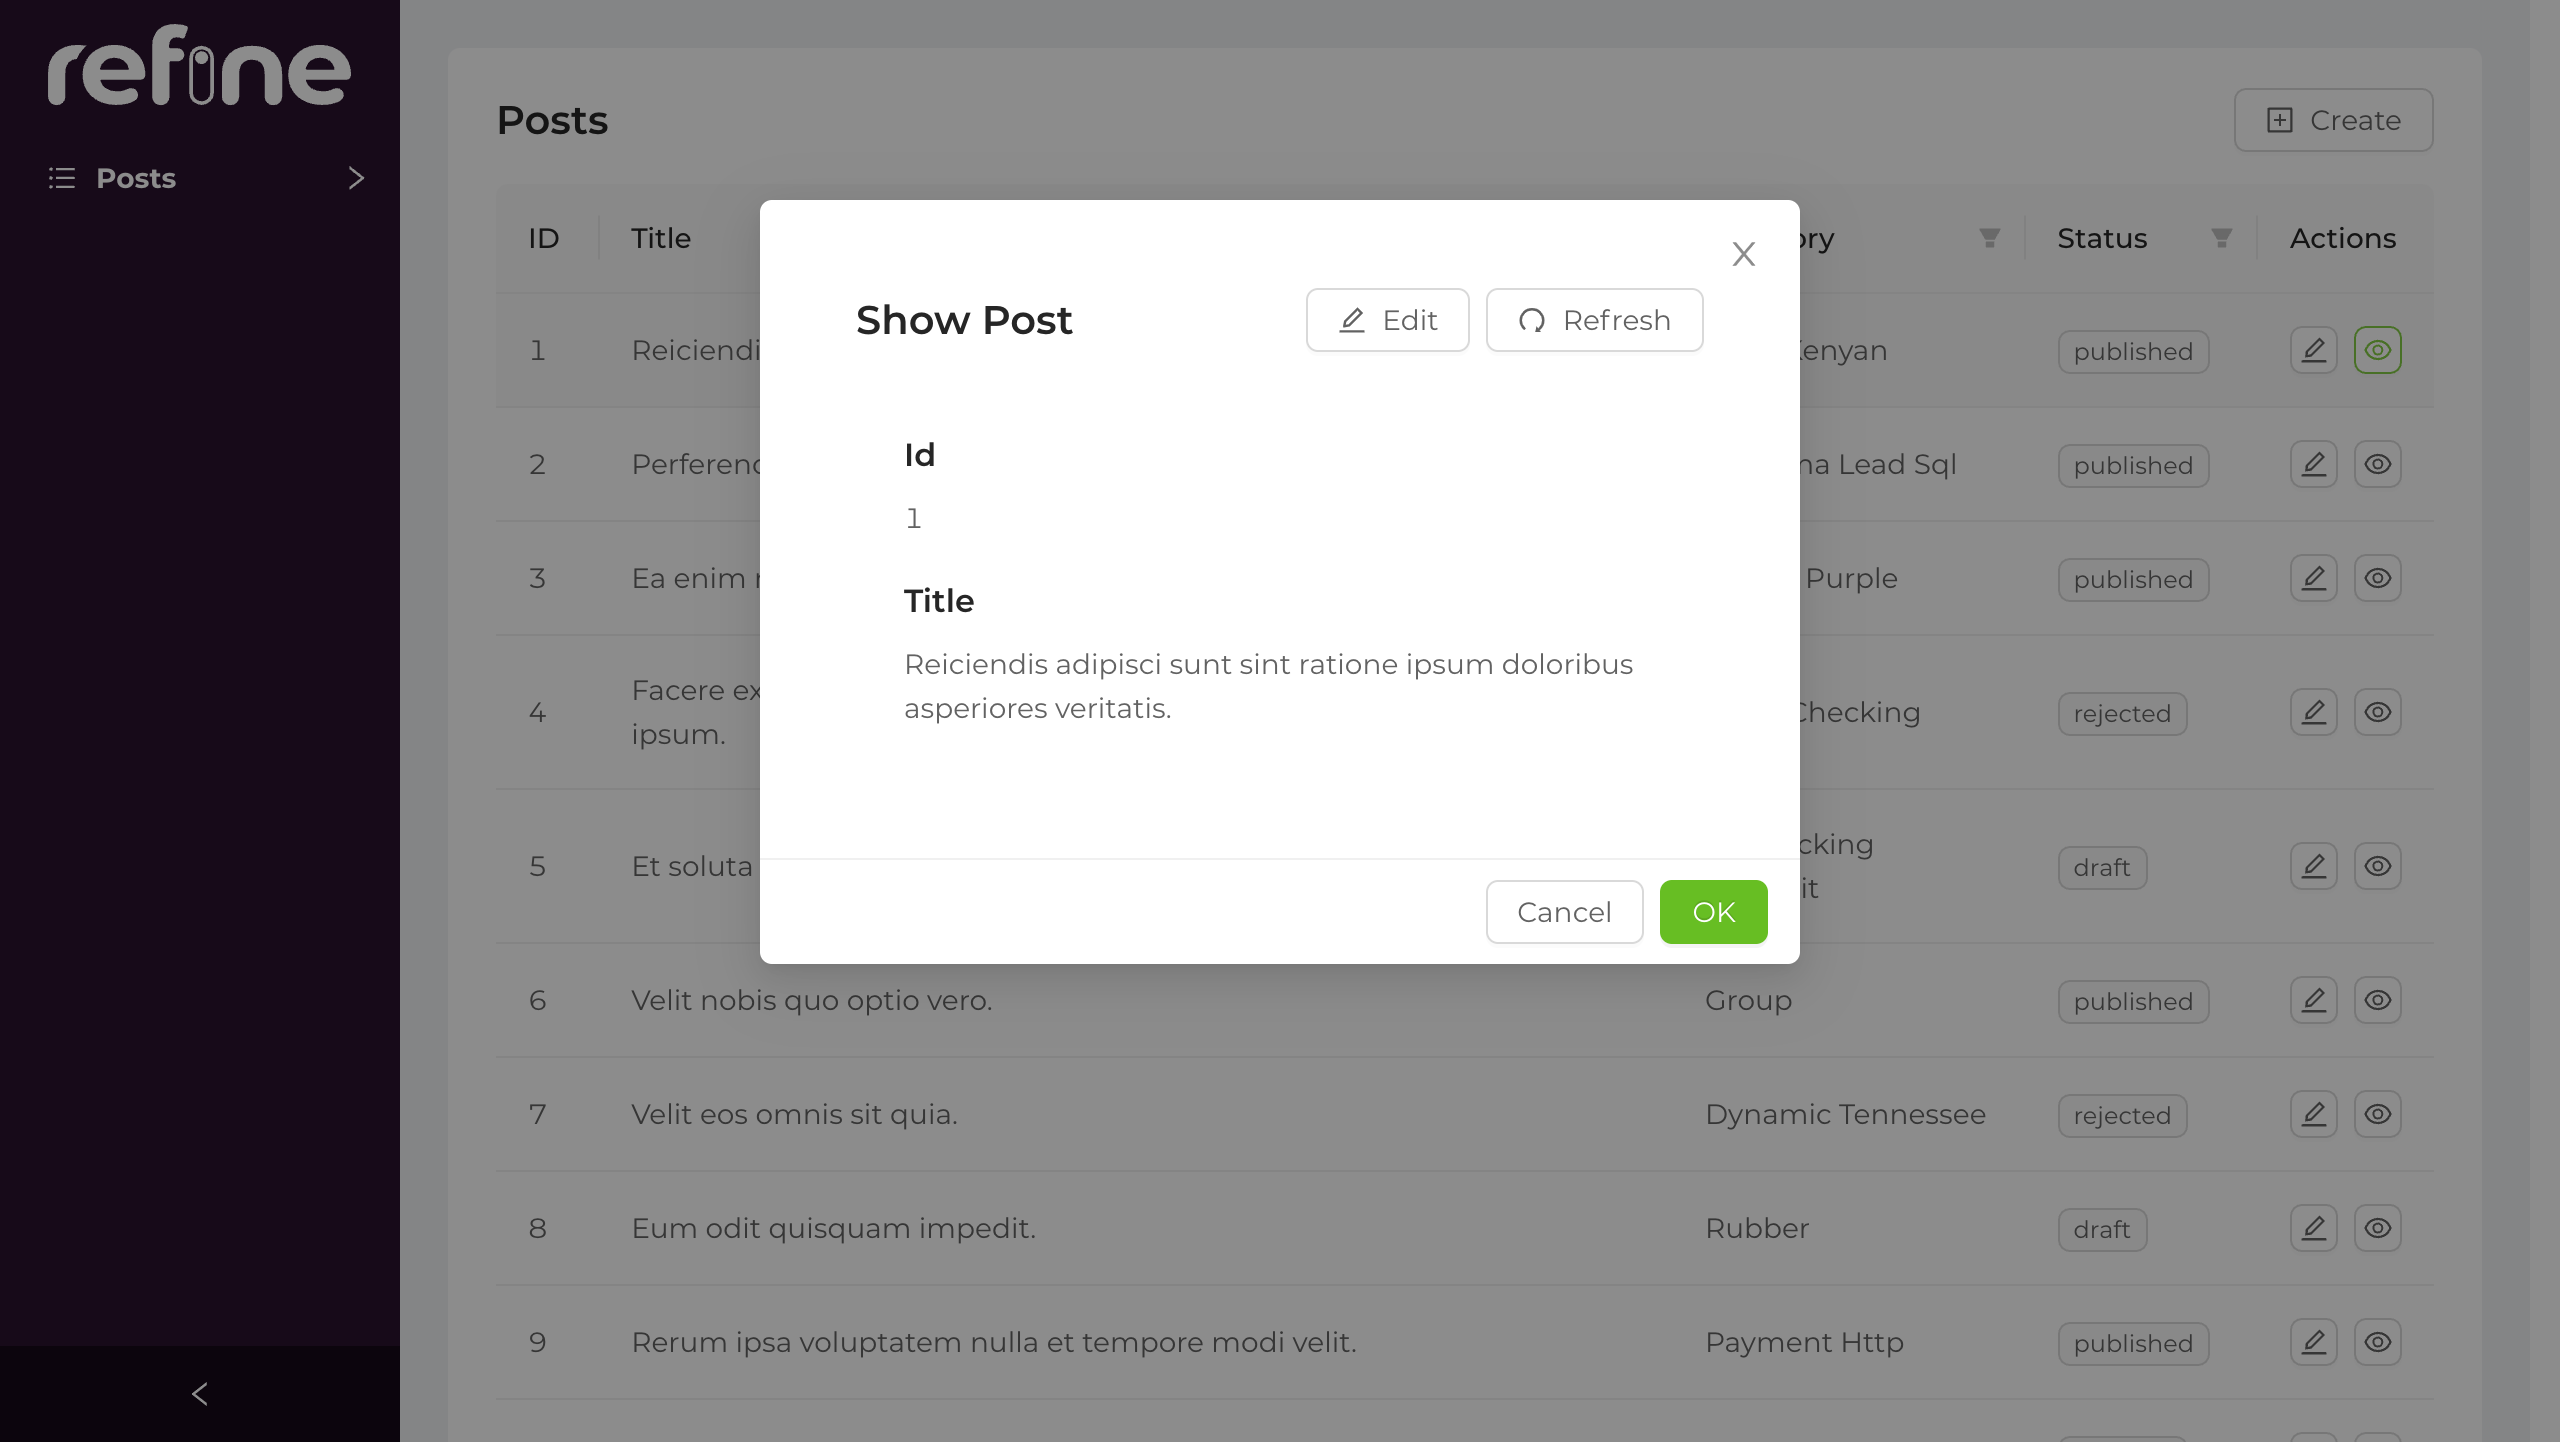 refine
Posts
Posts
Create
ID Title ory Status Actions
1 Reiciendi enyan published
2 Perferenc na Lead Sql published
3 Ea enim Purple published
4 Facere ex Checking rejected
ipsum.
5 Et soluta cking draft
it
6 Velit nobis quo optio vero. Group published
7 Velit eos omnis sit quia. Dynamic Tennessee rejected
8 Eum odit quisquam impedit. Rubber draft
9 Rerum ipsa voluptatem nulla et tempore modi velit. Payment Http published
Show Post
Edit Refresh
Id
1
Title
Reiciendis adipisci sunt sint ratione ipsum doloribus
asperiores veritatis.
Cancel OK